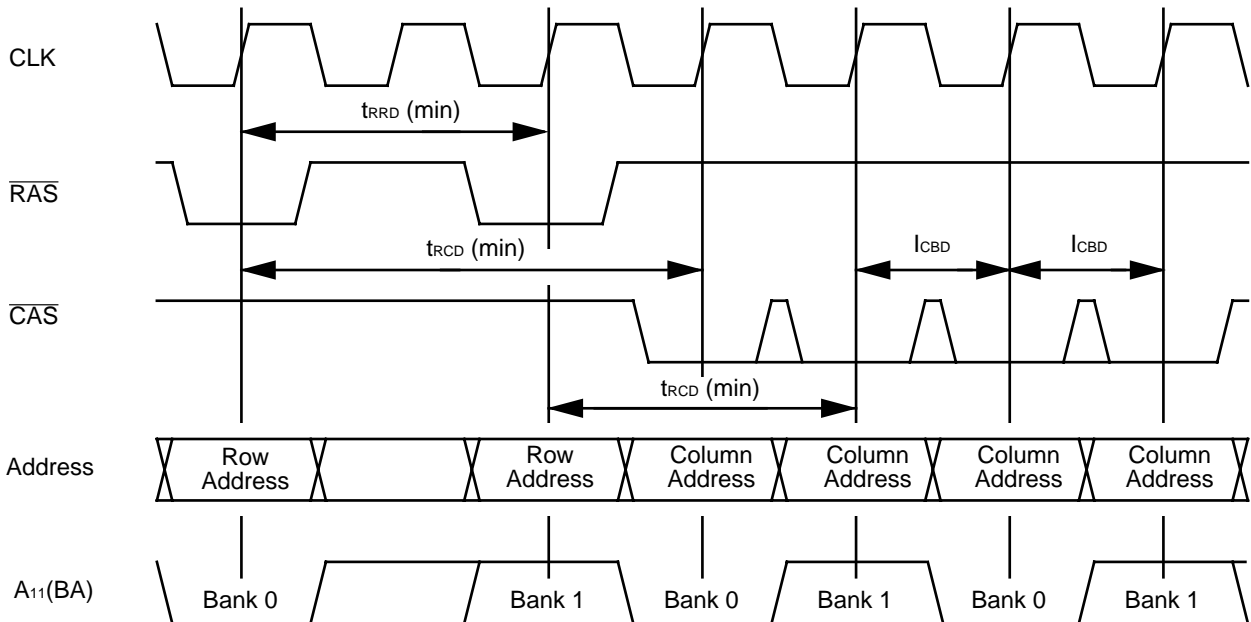 CLK
tRRD (min)
RAS
tRCD (min)
ICBD
ICBD
CAS
tRCD (min)
Address
Row
Address
Row
Address
Column
Address
Column
Address
Column
Address
Column
Address
A11(BA)
Bank 0
Bank 1
Bank 0
Bank 1
Bank 0
Bank 1